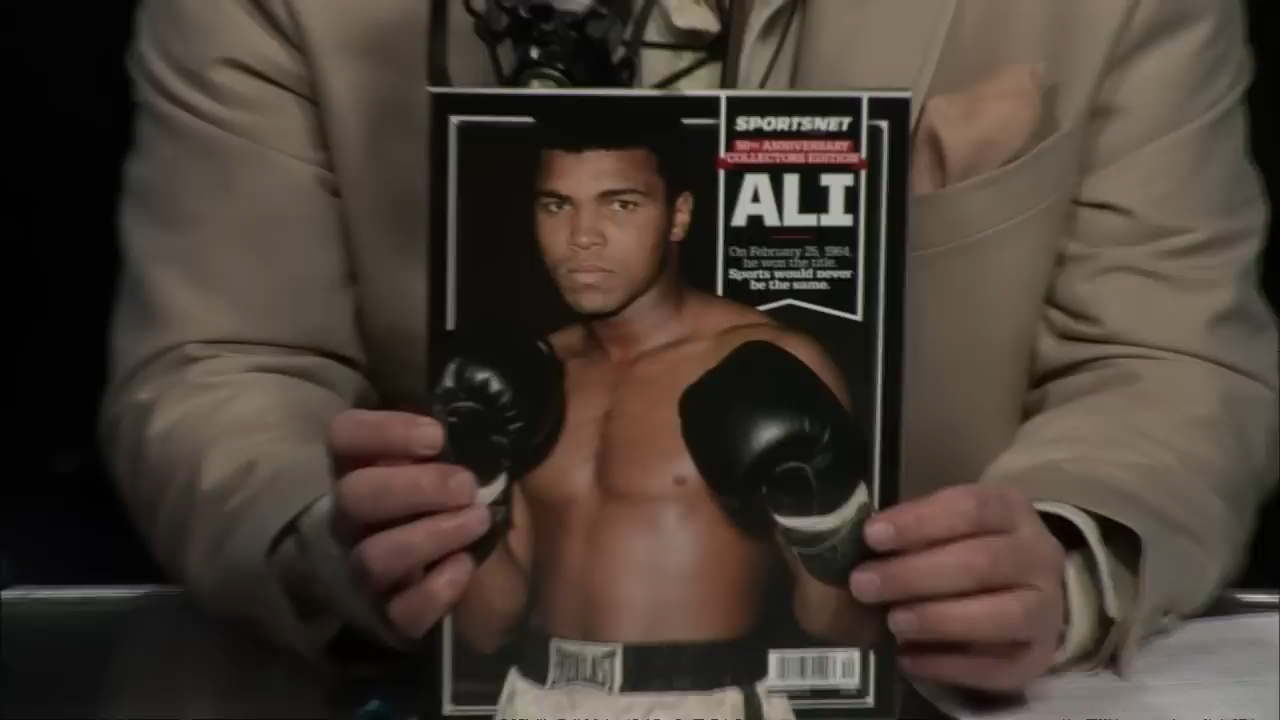 SPORTSNET
50TH ANNIVERSARY
COLLECTORS EDITION
ALI
On February 25, 1964,
he won the title.
Sports would never
be the same.
EVERLAST